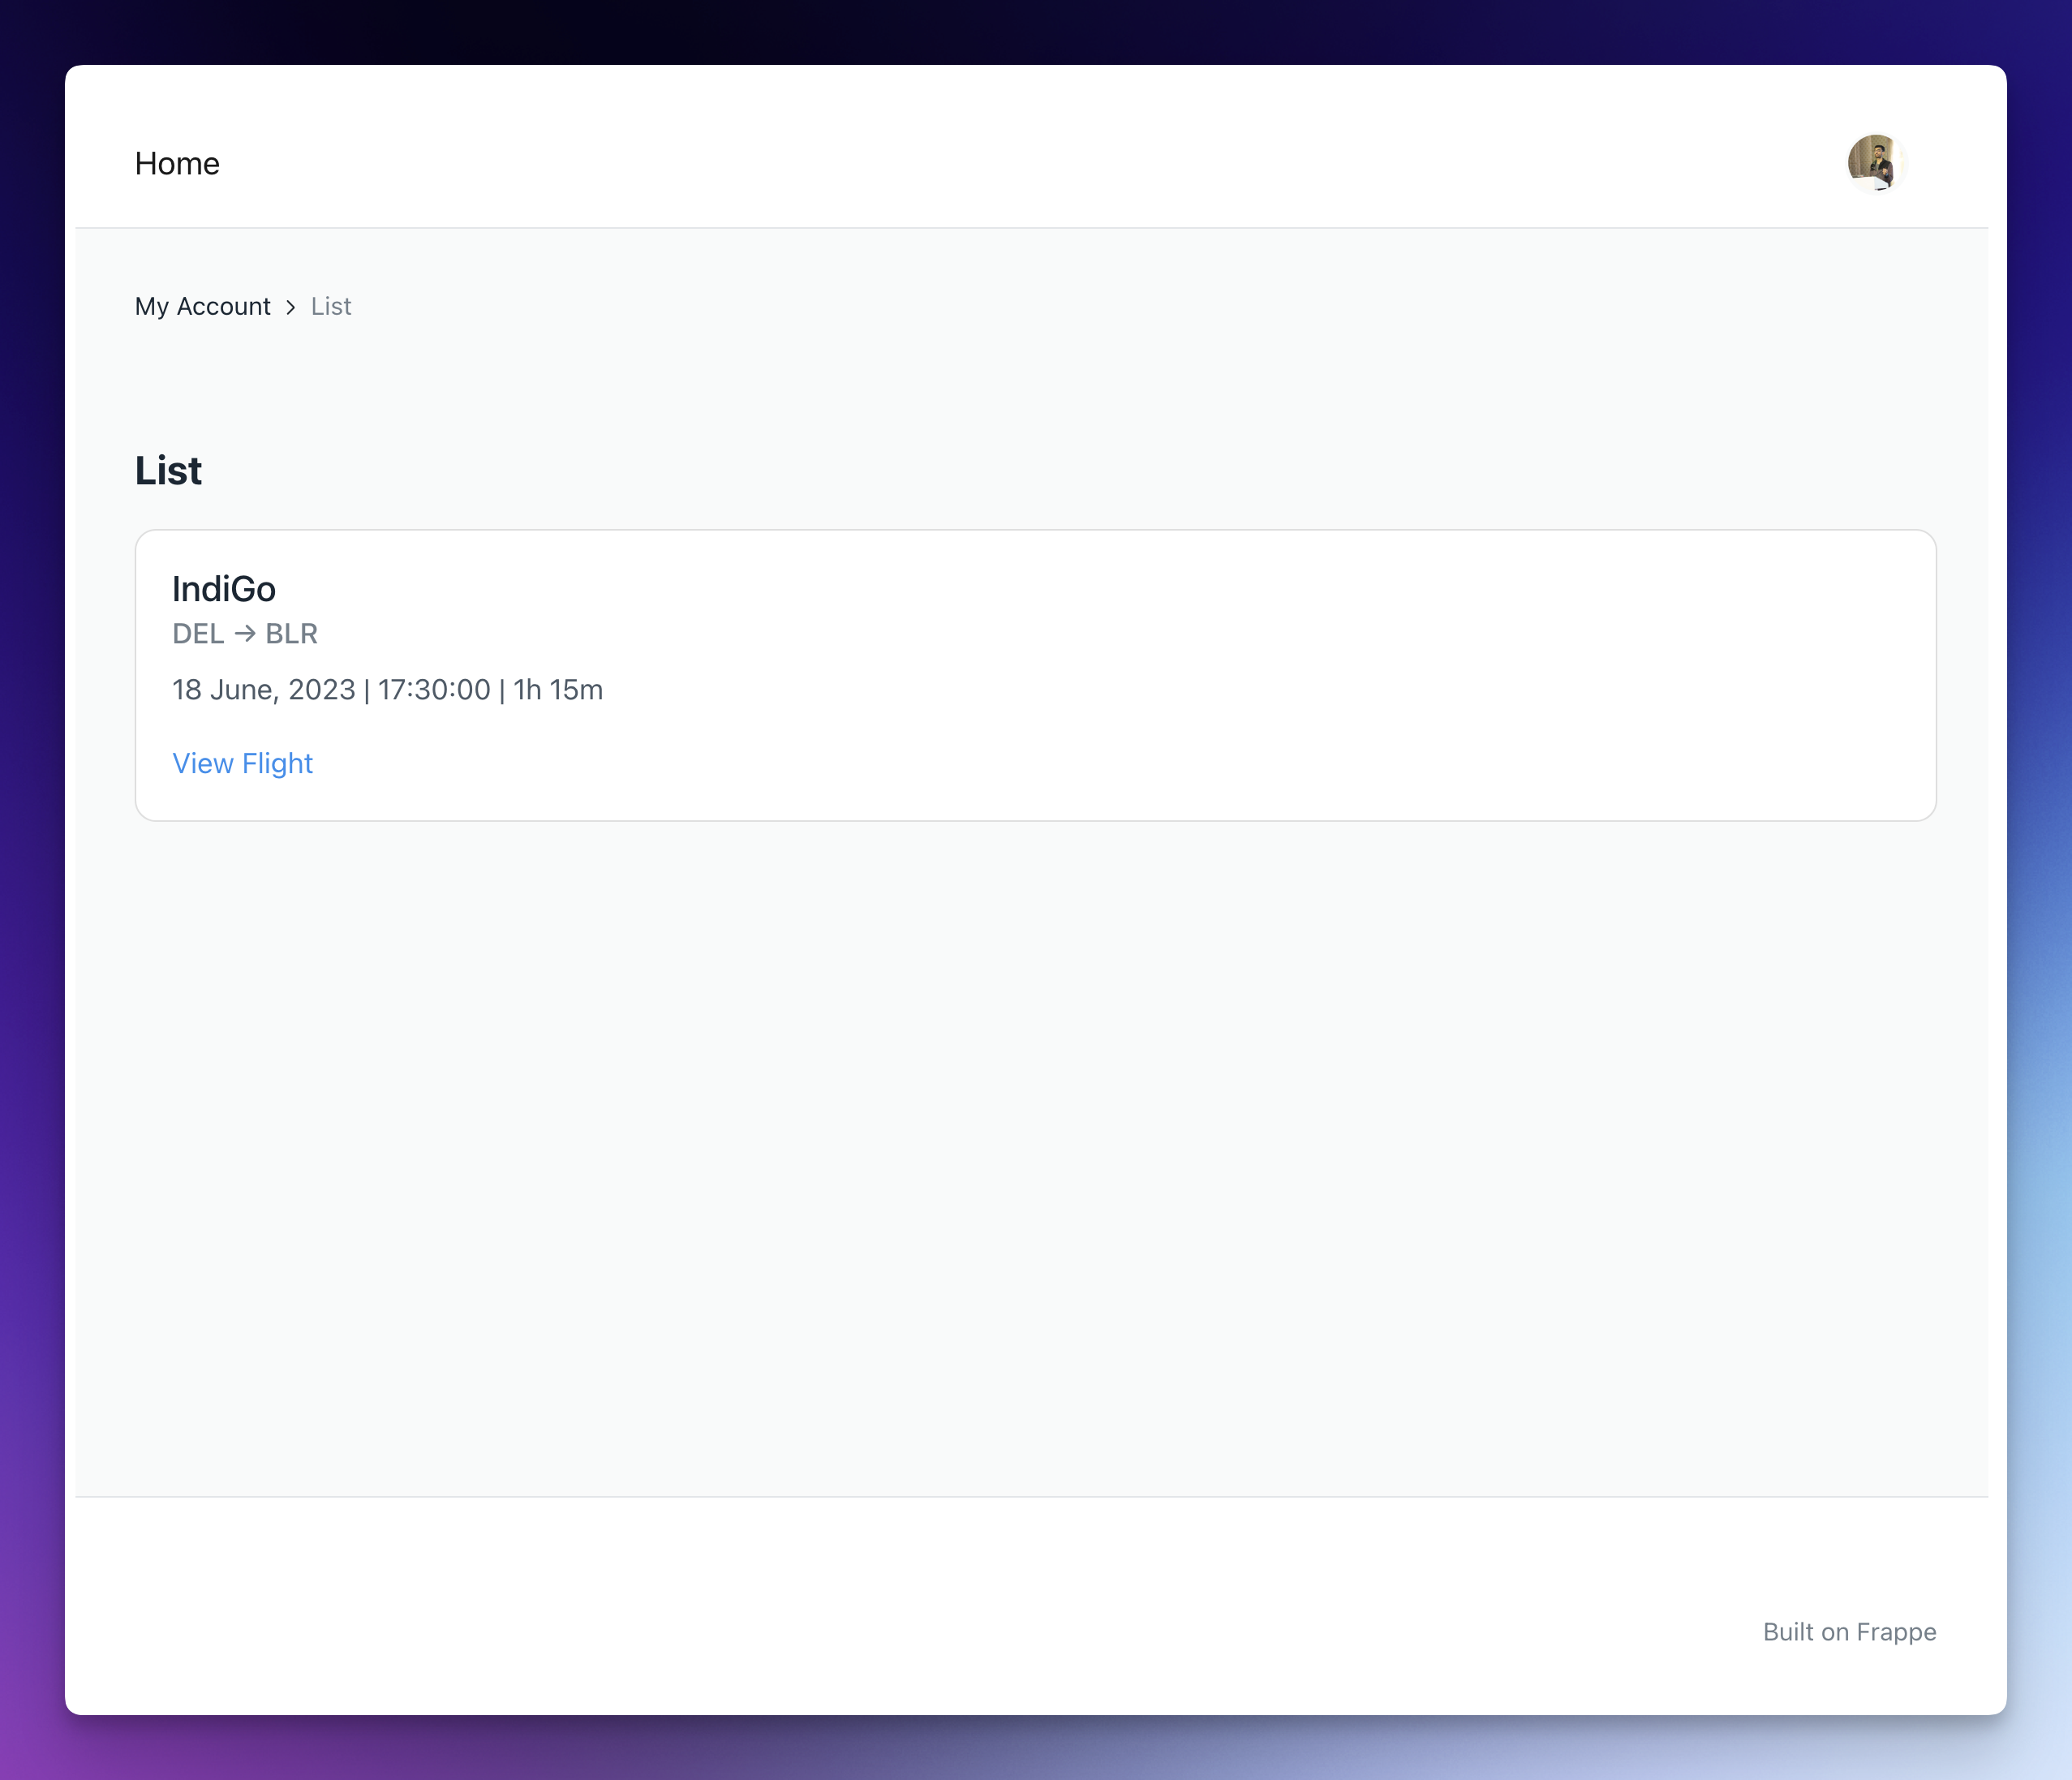 Home
My Account > List
List
IndiGo
DEL → BLR
18 June, 2023 | 17:30:00 | 1h 15m
View Flight
Built on Frappe